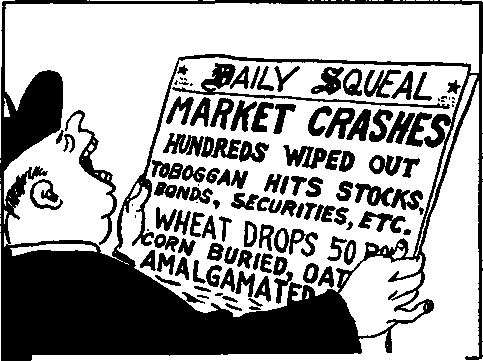 DAILY SQUEAL
MARKET CRASHES
HUNDREDS WIPED OUT
TOBOGGAN HITS STOCKS,
BONDS, SECURITIES, ETC.
WHEAT DROPS 50
CORN BURIED, OAT
AMALGAMATED